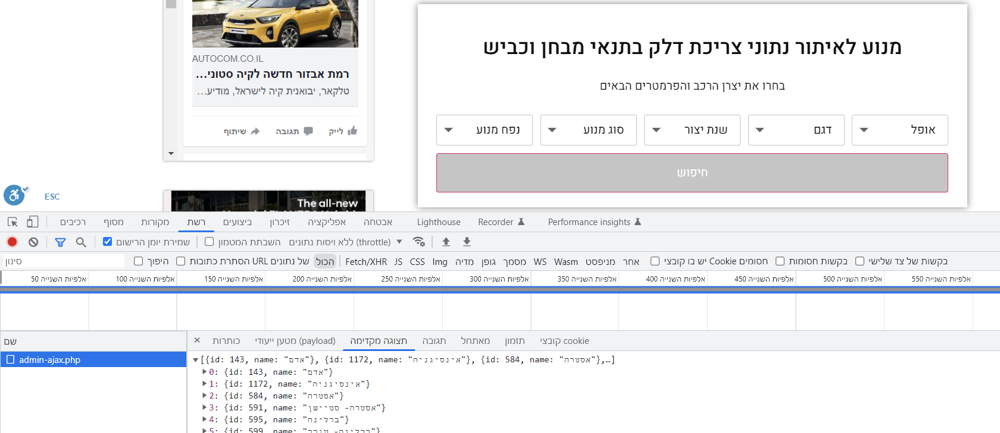 AUTOCOM.CO.IL
רמת אבזור חדשה לקיה סטוני...
טלקאר, יבואנית קיה לישראל, מודיע...
לייק
תגובה
שיתוף
ESC
The all-new
מנוע לאיתור נתוני צריכת דלק בתנאי מבחן וכביש
בחרו את יצרן הרכב והפרמטרים הבאים
אופל
דגם
שנת יצור
סוג מנוע
נפח מנוע
חיפוש
רכיבים
מסוף
מקורות
רשת
ביצועים
זיכרון
אפליקציה
אבטחה
Lighthouse
Recorder
Performance insights
שמירת יומן הרישום
השבתת המטמון
ללא ויסות נתונים (throttle)
סינון
היפוך
הסתרת כתובות URL של נתונים
הכול
Fetch/XHR
JS
CSS
Img
מדיה
גופן
מסמך
WS
Wasm
מניפסט
אחר
יש בו קובצי Cookie חסומים
בקשות חסומות
בקשות של צד שלישי
50 אלפיות השנייה
100 אלפיות השנייה
150 אלפיות השנייה
200 אלפיות השנייה
250 אלפיות השנייה
300 אלפיות השנייה
350 אלפיות השנייה
400 אלפיות השנייה
450 אלפיות השנייה
500 אלפיות השנייה
550 אלפיות השנייה
שם
admin-ajax.php
כותרות
מטען ייעודי (payload)
תצוגה מקדימה
תגובה
מאתחל
תזמון
קובצי cookie
[{id: 143, name: "אדם"}, {id: 1172, name: "אינסיגניה"}, {id: 584, name: "אסטרה"},…]
0: {id: 143, name: "אדם"}
1: {id: 1172, name: "אינסיגניה"}
2: {id: 584, name: "אסטרה"}
3: {id: 591, name: "אסטרה- סטיישן"}
4: {id: 595, name: "ברלינה"}
5: {id: 599, name: "ברלינה-